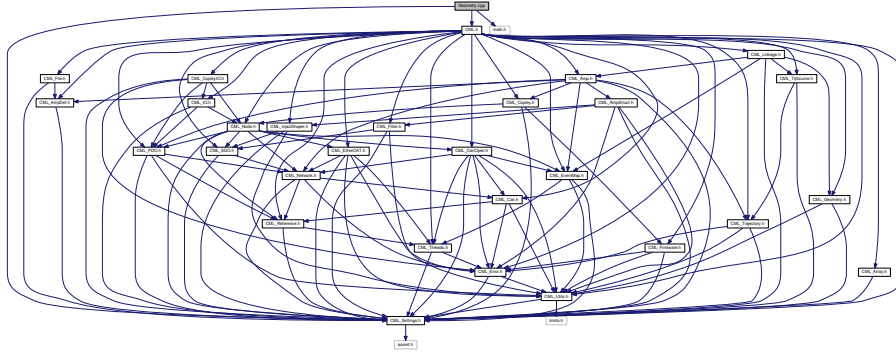 Geometry.cpp
CML.h
math.h
CML_Linkage.h
CML_File.h
CML_CopleyIO.h
CML_Amp.h
CML_TrjScurve.h
CML_AmpDef.h
CML_IO.h
CML_Copley.h
CML_AmpStruct.h
CML_Node.h
CML_InputShaper.h
CML_Filter.h
CML_PDO.h
CML_SDO.h
CML_EtherCAT.h
CML_CanOpen.h
CML_Network.h
CML_EventMap.h
CML_Can.h
CML_Geometry.h
CML_Reference.h
CML_Trajectory.h
CML_Threads.h
CML_Firmware.h
CML_Error.h
CML_Array.h
CML_Utils.h
CML_Settings.h
limits.h
assert.h